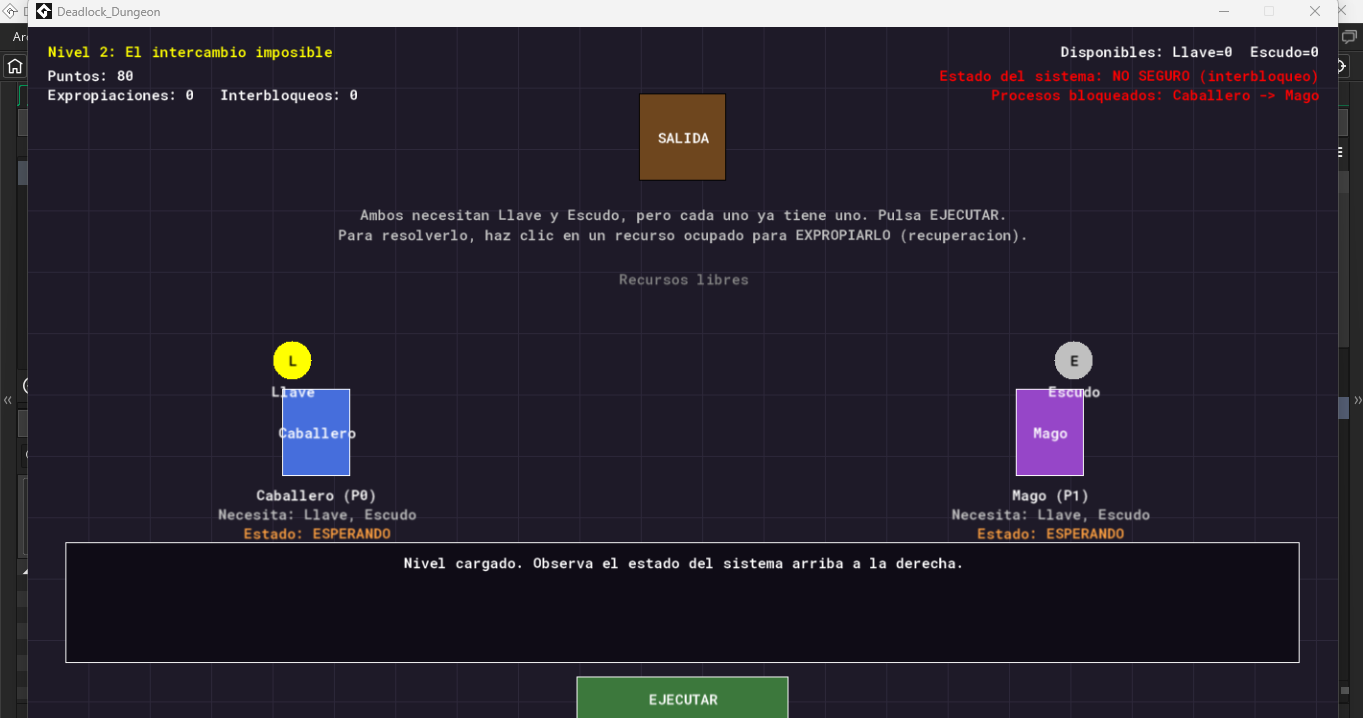 Deadlock_Dungeon
Nivel 2: El intercambio imposible
Disponibles: Llave=0 Escudo=0
Puntos: 80
Estado del sistema: NO SEGURO (interbloqueo)
Expropiaciones: 0 Interbloqueos: 0
Procesos bloqueados: Caballero -> Mago
SALIDA
Ambos necesitan Llave y Escudo, pero cada uno ya tiene uno. Pulsa EJECUTAR.
Para resolverlo, haz clic en un recurso ocupado para EXPROPIARLO (recuperacion).
Recursos libres
L
E
Llave
Escudo
Caballero
Mago
Caballero (P0)
Mago (P1)
Necesita: Llave, Escudo
Necesita: Llave, Escudo
Estado: ESPERANDO
Estado: ESPERANDO
Nivel cargado. Observa el estado del sistema arriba a la derecha.
EJECUTAR